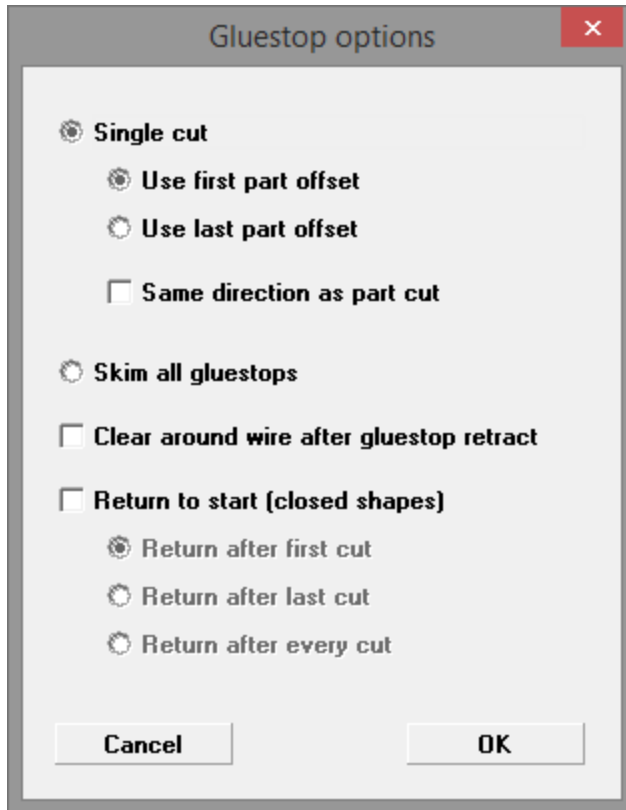 Gluestop options
Single cut
Use first part offset
Use last part offset
Same direction as part cut
Skim all gluestops
Clear around wire after gluestop retract
Return to start (closed shapes)
Return after first cut
Return after last cut
Return after every cut
Cancel OK